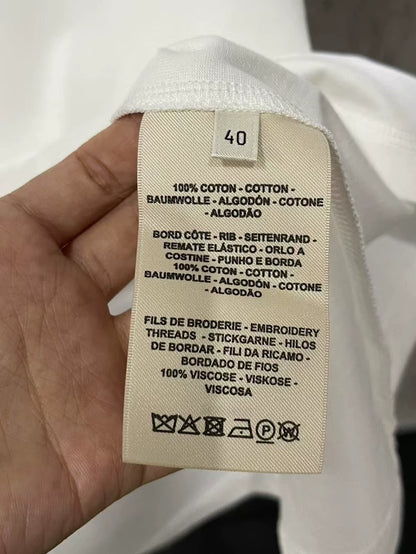 40
100% COTON - COTTON -
BAUMWOLLE - ALGODÓN - COTONE
- ALGODÃO
BORD CÔTE - RIB - SEITENRAND -
REMATE ELÁSTICO - ORLO A
COSTINE - PUNHO E BORDA
100% COTON - COTTON -
BAUMWOLLE - ALGODÓN - COTONE
- ALGODÃO
FILS DE BRODERIE - EMBROIDERY
THREADS - STICKGARNE - HILOS
DE BORDAR - FILI DA RICAMO -
BORDADO DE FIOS
100% VISCOSE - VISKOSE -
VISCOSA
P
W